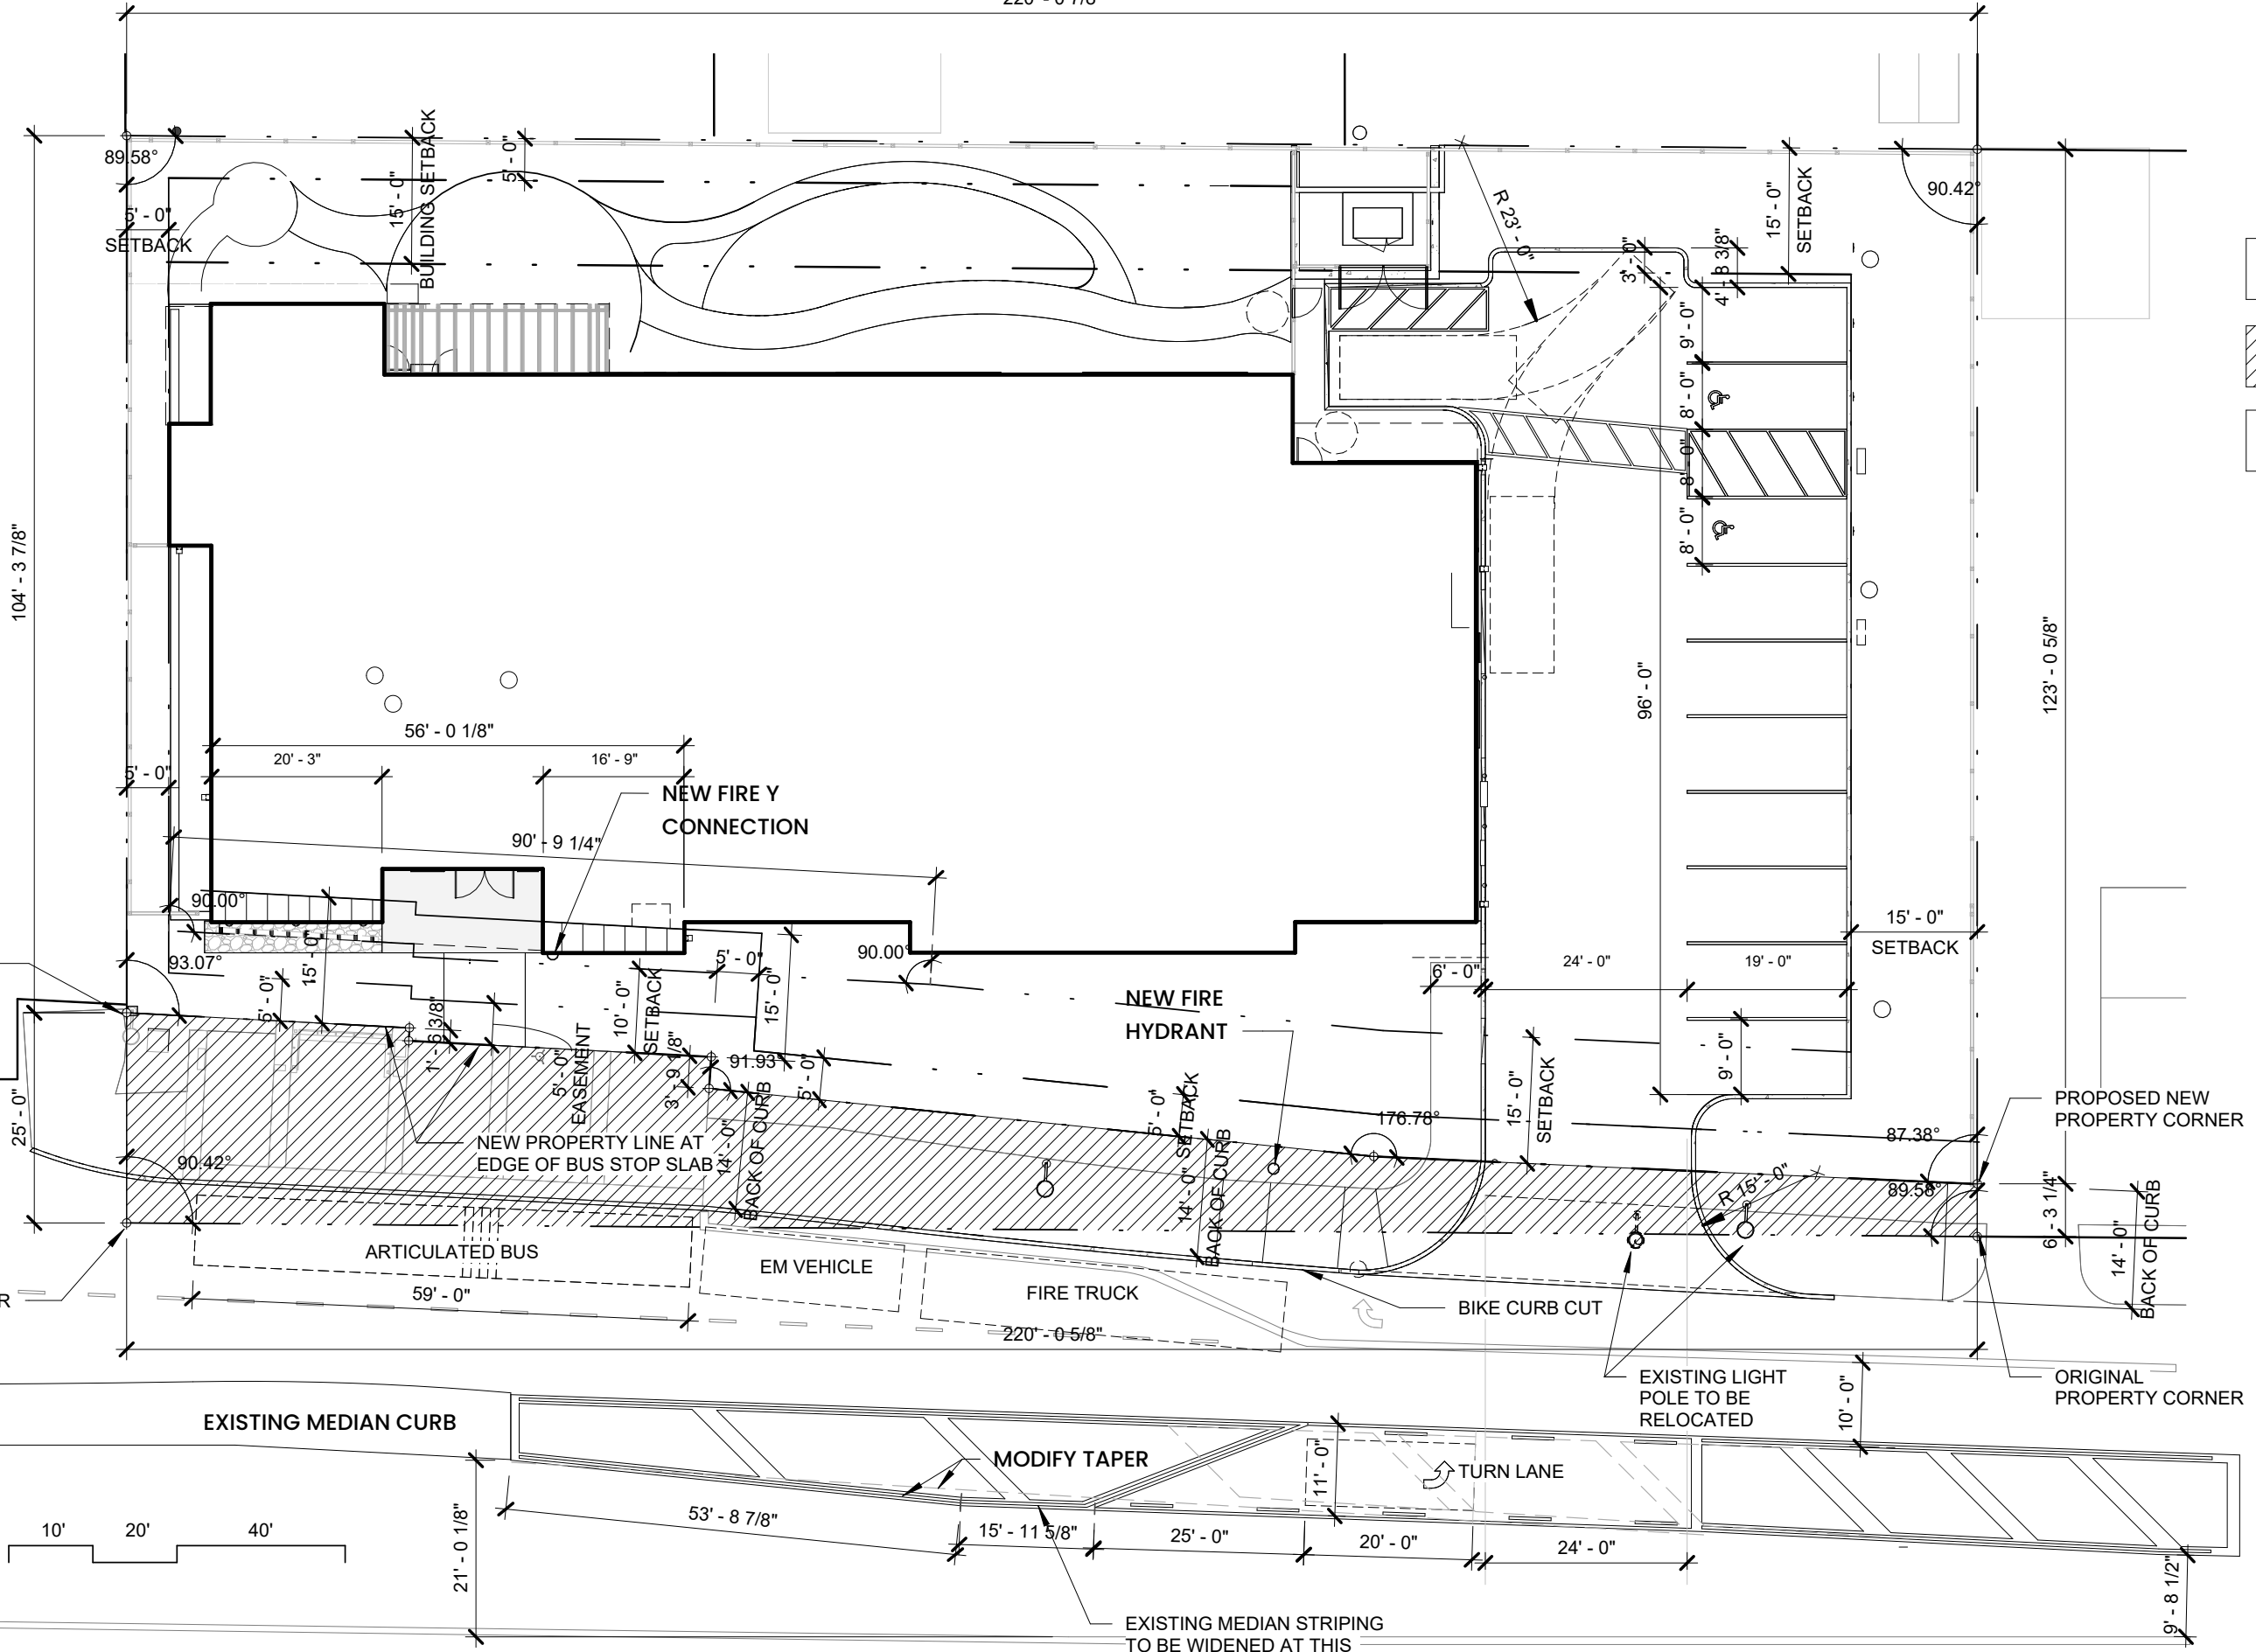 89.58°
5' - 0"
SETBACK
15' - 0"
BUILDING SETBACK
5' - 0"
R 23' - 0"
3' - 0"
4' - 8 3/8"
15' - 0"
SETBACK
90.42°
9' - 0"
8' - 0"
8' - 0"
8' - 0"
104' - 3 7/8"
96' - 0"
123' - 0 5/8"
56' - 0 1/8"
20' - 3"
16' - 9"
5' - 0"
NEW FIRE Y
CONNECTION
90' - 9 1/4"
90.00°
93.07°
5' - 0"
15' - 0"
1' - 6 3/8"
5' - 0"
EASEMENT
10' - 0"
SETBACK
3' - 9 1/8"
5' - 0"
15' - 0"
91.93°
5' - 0"
90.00°
NEW FIRE
HYDRANT
6' - 0"
24' - 0"
19' - 0"
15' - 0"
SETBACK
9' - 0"
15' - 0"
SETBACK
5' - 0"
SETBACK
14' - 0"
BACK OF CURB
14' - 0"
BACK OF CURB
176.78°
87.38°
89.58°
R 15' - 0"
PROPOSED NEW
PROPERTY CORNER
6' - 3 1/4"
14' - 0"
BACK OF CURB
25' - 0"
90.42°
NEW PROPERTY LINE AT
EDGE OF BUS STOP SLAB
ARTICULATED BUS
EM VEHICLE
FIRE TRUCK
59' - 0"
220' - 0 5/8"
BIKE CURB CUT
EXISTING LIGHT
POLE TO BE
RELOCATED
10' - 0"
ORIGINAL
PROPERTY CORNER
EXISTING MEDIAN CURB
MODIFY TAPER
11' - 0"
TURN LANE
53' - 8 7/8"
15' - 11 5/8"
25' - 0"
20' - 0"
24' - 0"
10'
20'
40'
21' - 0 1/8"
9' - 8 1/2"
EXISTING MEDIAN STRIPING
TO BE WIDENED AT THIS